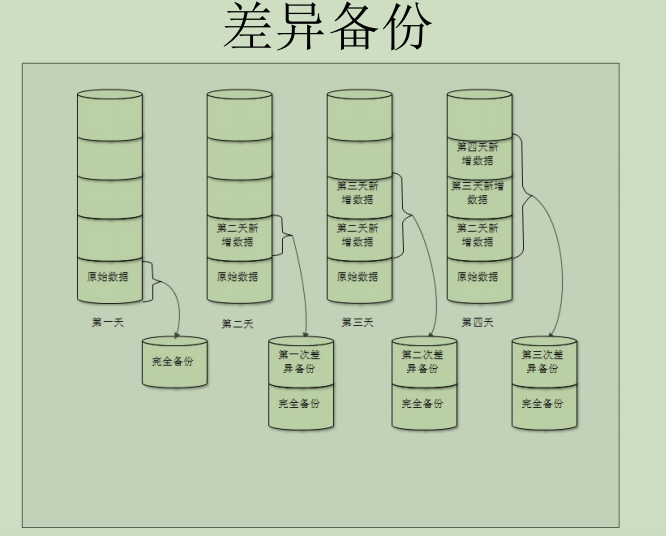 差异备份
第四天新
增数据
第三天新
增数据
第三天新增
数据
第二天新
增数据
第二天新
增数据
第二天新
增数据
原始数据
原始数据
原始数据
原始数据
第一天
第二天
第三天
第四天
完全备份
第一次差
异备份
第二次差
异备份
第三次差
异备份
完全备份
完全备份
完全备份